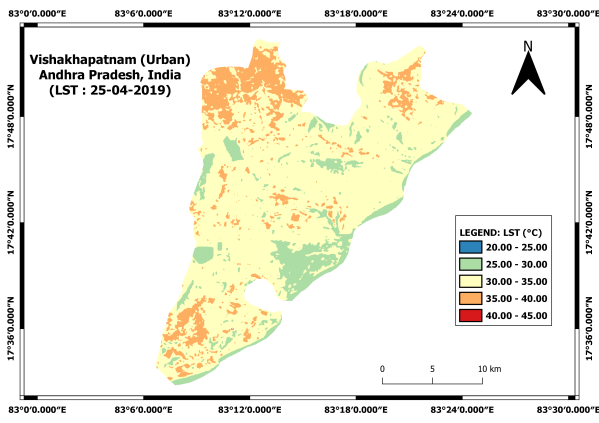 83°0'0.000"E 83°6'0.000"E 83°12'0.000"E 83°18'0.000"E 83°24'0.000"E 83°30'0.000"E
Vishakhapatnam (Urban)
Andhra Pradesh, India
(LST : 25-04-2019)
N
17°48'0.000"N 17°48'0.000"N
17°42'0.000"N 17°42'0.000"N
LEGEND: LST (°C)
20.00 - 25.00
25.00 - 30.00
30.00 - 35.00
35.00 - 40.00
40.00 - 45.00
17°36'0.000"N 17°36'0.000"N
0 5 10 km
83°0'0.000"E 83°6'0.000"E 83°12'0.000"E 83°18'0.000"E 83°24'0.000"E 83°30'0.000"E